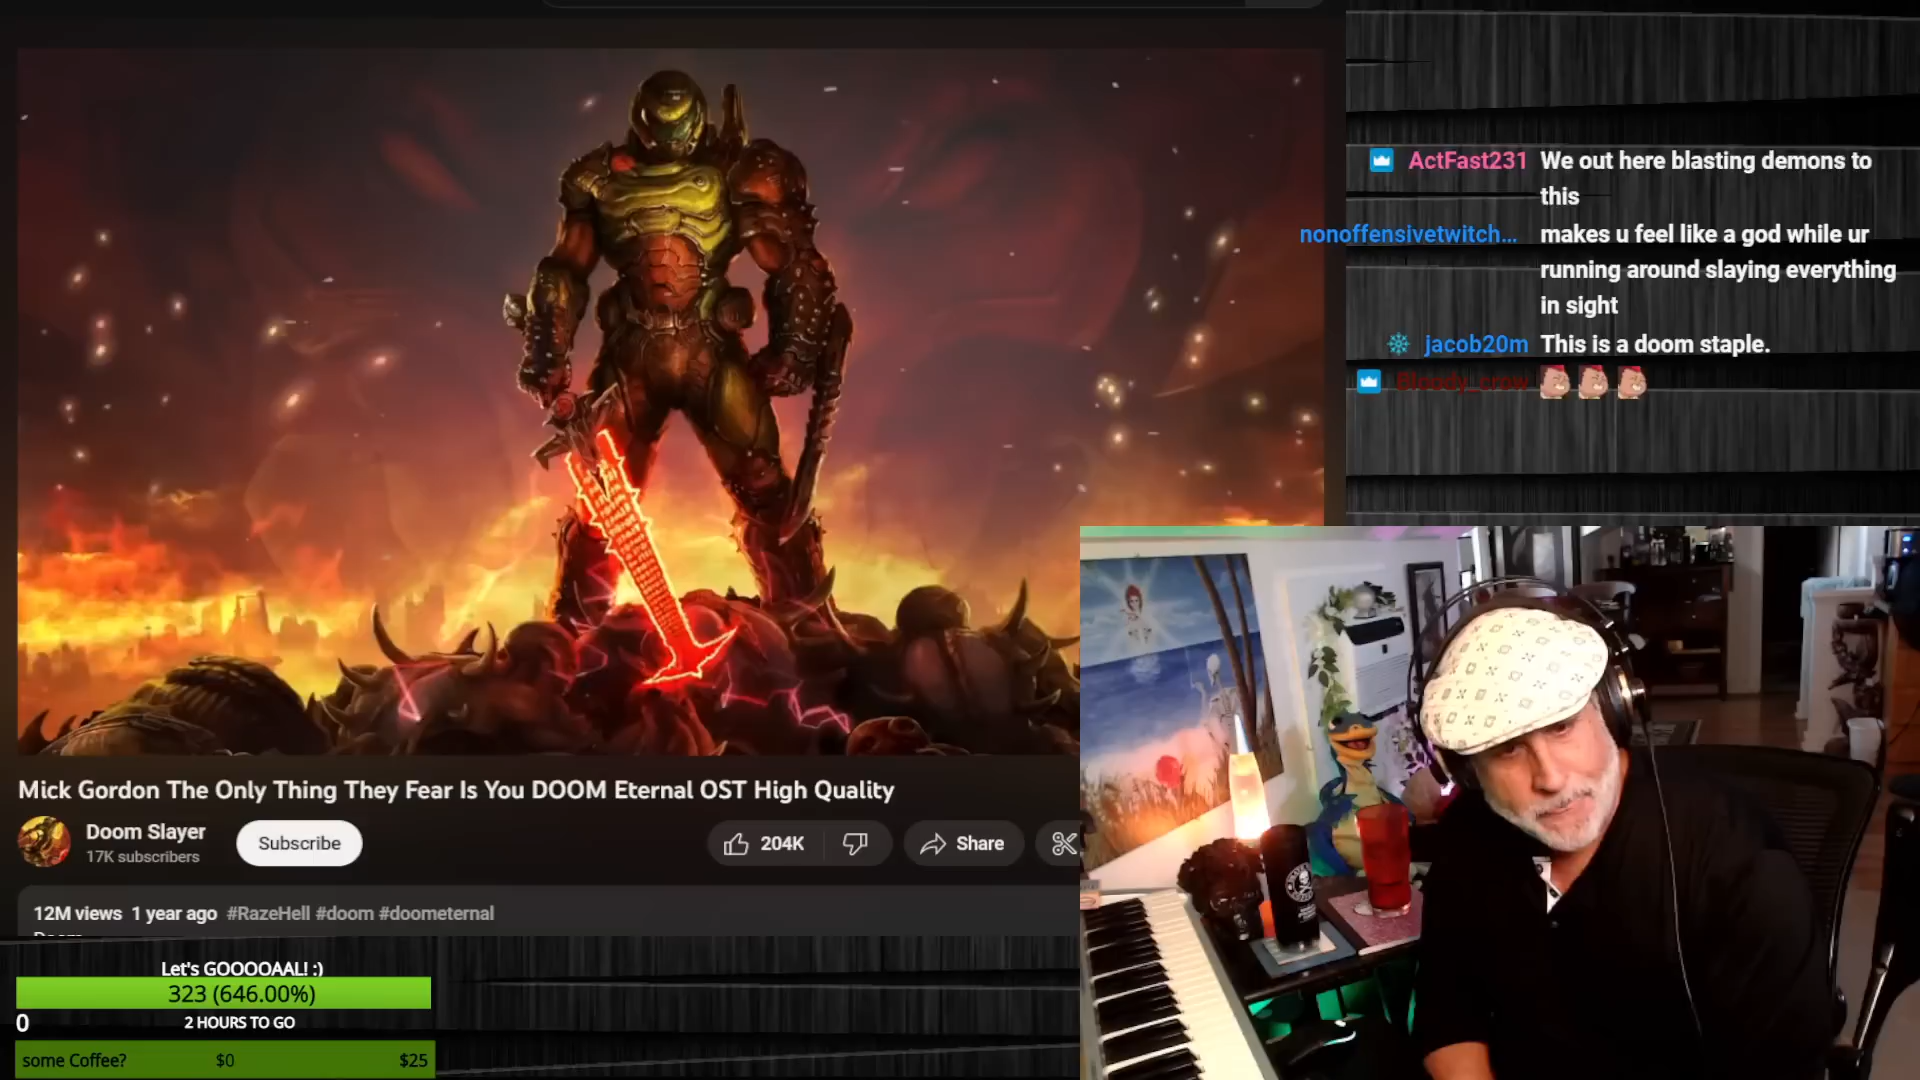 ActFast231 We out here blasting demons to
this
nonoffensivetwitch... makes u feel like a god while ur
running around slaying everything
in sight
jacob20m This is a doom staple.
Bloody_crow
Mick Gordon The Only Thing They Fear Is You DOOM Eternal OST High Quality
Doom Slayer
17K subscribers
Subscribe
204K
Share
12M views 1 year ago #RazeHell #doom #doometernal
Let's GOOOOAAL! :)
323 (646.00%)
0
2 HOURS TO GO
some Coffee? $0 $25